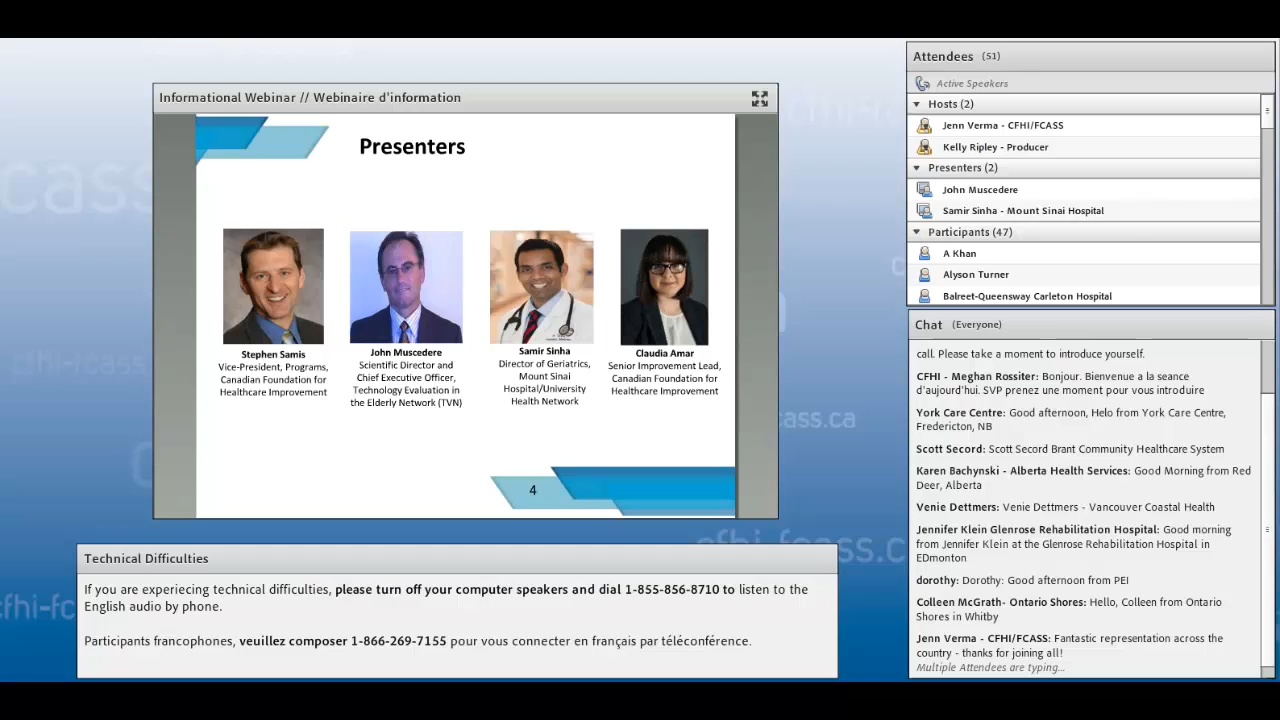 Informational Webinar // Webinaire d'information
Presenters
Stephen Samis
Vice-President, Programs,
Canadian Foundation for
Healthcare Improvement
John Muscedere
Scientific Director and
Chief Executive Officer,
Technology Evaluation in
the Elderly Network (TVN)
Samir Sinha
Director of Geriatrics,
Mount Sinai
Hospital/University
Health Network
Claudia Amar
Senior Improvement Lead,
Canadian Foundation for
Healthcare Improvement
4
Technical Difficulties
If you are experiecing technical difficulties, please turn off your computer speakers and dial 1-855-856-8710 to listen to the
English audio by phone.
Participants francophones, veuillez composer 1-866-269-7155 pour vous connecter en français par téléconférence.
Attendees (51)
Active Speakers
Hosts (2)
Jenn Verma - CFHI/FCASS
Kelly Ripley - Producer
Presenters (2)
John Muscedere
Samir Sinha - Mount Sinai Hospital
Participants (47)
A Khan
Alyson Turner
Balreet-Queensway Carleton Hospital
Chat (Everyone)
call. Please take a moment to introduce yourself.
CFHI - Meghan Rossiter: Bonjour. Bienvenue a la seance
d'aujourd'hui. SVP prenez une moment pour vous introduire
York Care Centre: Good afternoon, Helo from York Care Centre,
Fredericton, NB
Scott Secord: Scott Secord Brant Community Healthcare System
Karen Bachynski - Alberta Health Services: Good Morning from Red
Deer, Alberta
Venie Dettmers: Venie Dettmers - Vancouver Coastal Health
Jennifer Klein Glenrose Rehabilitation Hospital: Good morning
from Jennifer Klein at the Glenrose Rehabilitation Hospital in
EDmonton
dorothy: Dorothy: Good afternoon from PEI
Colleen McGrath- Ontario Shores: Hello, Colleen from Ontario
Shores in Whitby
Jenn Verma - CFHI/FCASS: Fantastic representation across the
country - thanks for joining all!
Multiple Attendees are typing...
cass
cfhi-fcass
cass.ca
cfhi-fcass.c
cfhi-fc